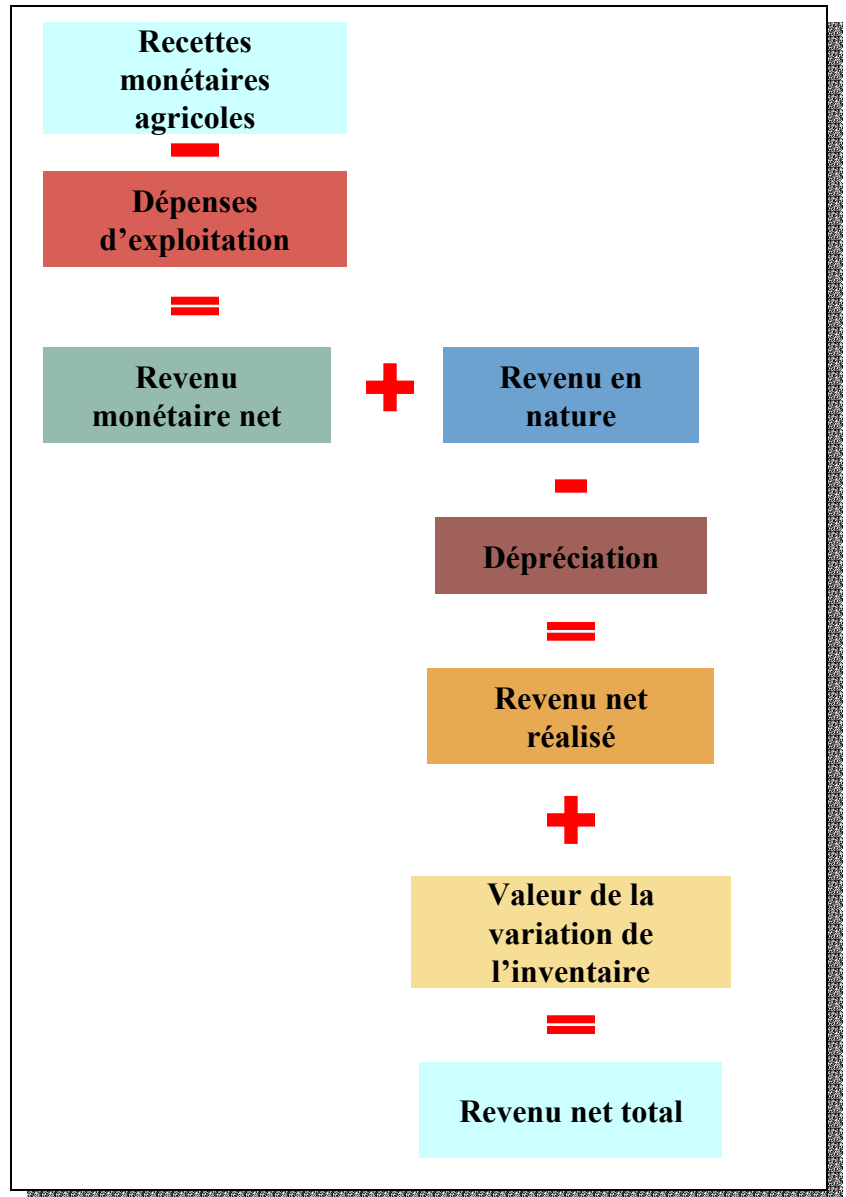 Recettes
monétaires
agricoles
Dépenses
d’exploitation
Revenu
monétaire net
Revenu en
nature
Dépréciation
Revenu net
réalisé
Valeur de la
variation de
l’inventaire
Revenu net total